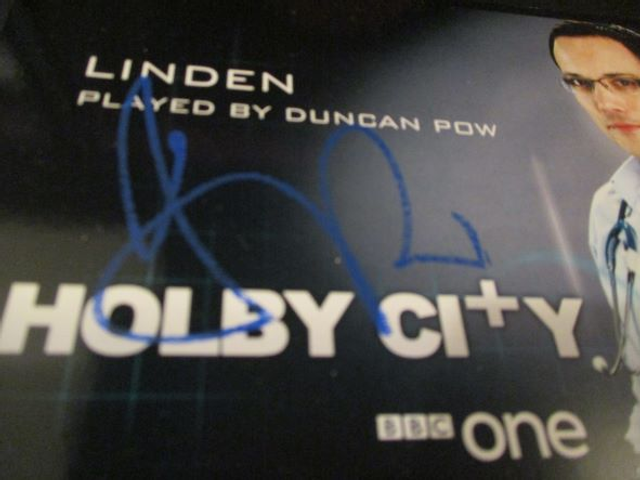 LINDEN
PLAYED BY DUNCAN POW
HOLBY CITY
BBC one